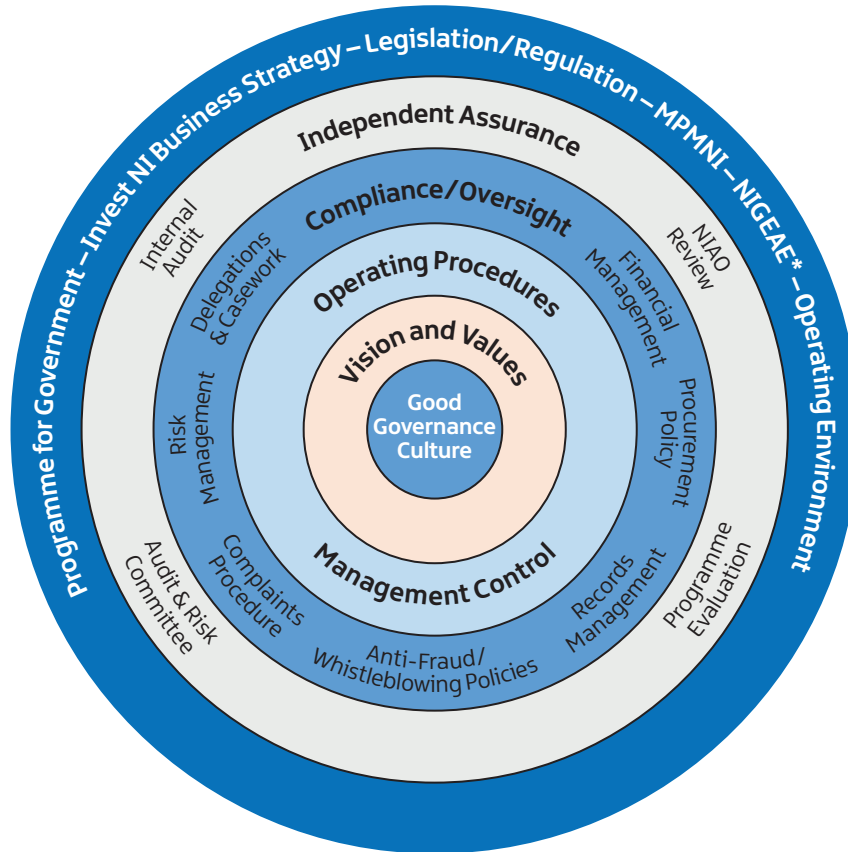 Programme for Government – Invest NI Business Strategy – Legislation/Regulation – MPMNI – NIGEAE* – Operating Environment
Independent Assurance
Internal
Audit
NIAO
Review
Audit & Risk
Committee
Programme
Evaluation
Compliance/Oversight
Delegations
& Casework
Financial
Management
Risk
Management
Procurement
Policy
Complaints
Procedure
Records
Management
Anti-Fraud/
Whistleblowing Policies
Operating Procedures
Management Control
Vision and Values
Good
Governance
Culture